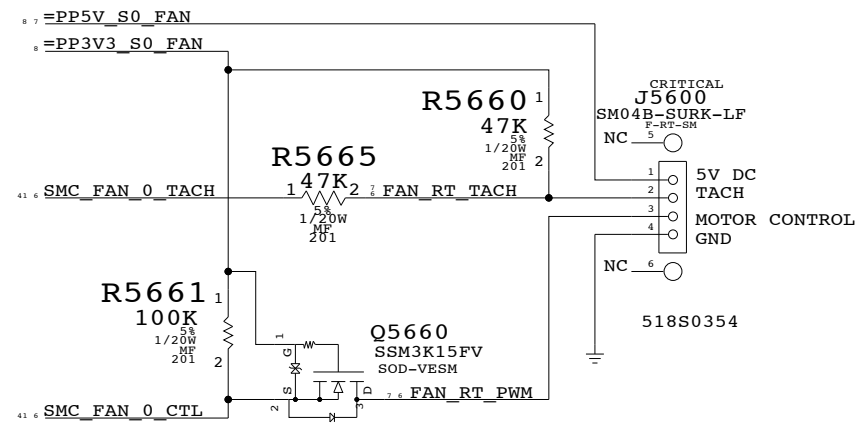 8 7 =PP5V_S0_FAN
8 =PP3V3_S0_FAN
CRITICAL
J5600
SM04B-SURK-LF
F-RT-SM
R5660 1
47K
5%
1/20W
MF
201 2
NC 5
R5665
47K
1 2
5%
1/20W
MF
201
41 6 SMC_FAN_0_TACH
7 6 FAN_RT_TACH
1 5V DC
2 TACH
3 MOTOR CONTROL
4 GND
NC 6
518S0354
R5661 1
100K
5%
1/20W
MF
201 2
Q5660
SSM3K15FV
SOD-VESM
1 G
S 2
D 3
7 6 FAN_RT_PWM
41 6 SMC_FAN_0_CTL